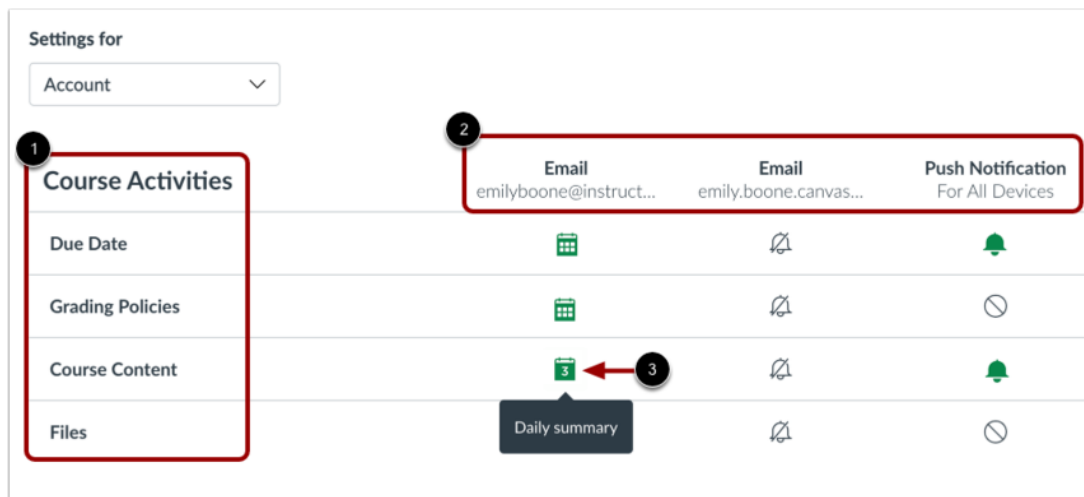 Settings for
Account
2
1
Course Activities
Email
emilyboone@instruct...
Email
emily.boone.canvas...
Push Notification
For All Devices
Due Date
Grading Policies
Course Content
3
3
Daily summary
Files